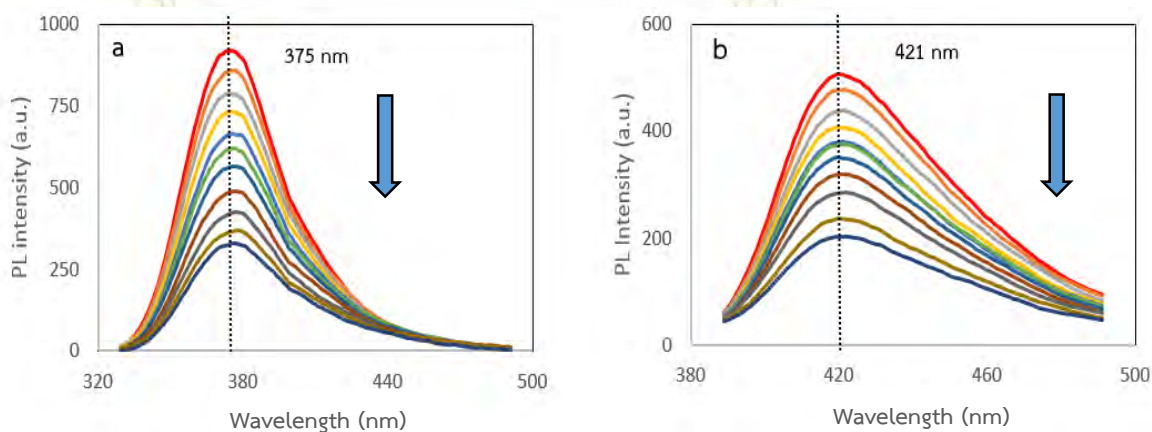 a
375 nm
PL intensity (a.u.)
1000
750
500
250
0
320
380
440
500
Wavelength (nm)
b
421 nm
PL Intensity (a.u.)
600
400
200
0
380
420
460
500
Wavelength (nm)